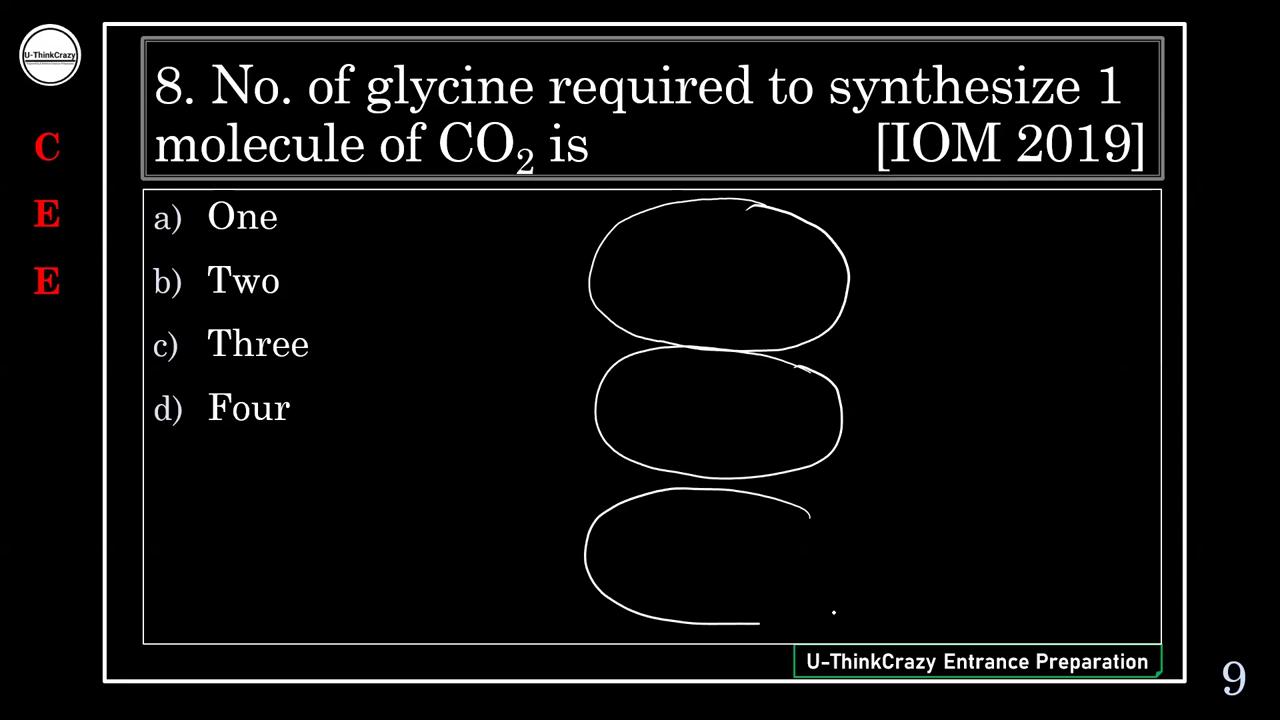 U-ThinkCrazy
C
E
E
8. No. of glycine required to synthesize 1
molecule of CO₂ is [IOM 2019]
a) One
b) Two
c) Three
d) Four
U-ThinkCrazy Entrance Preparation
9